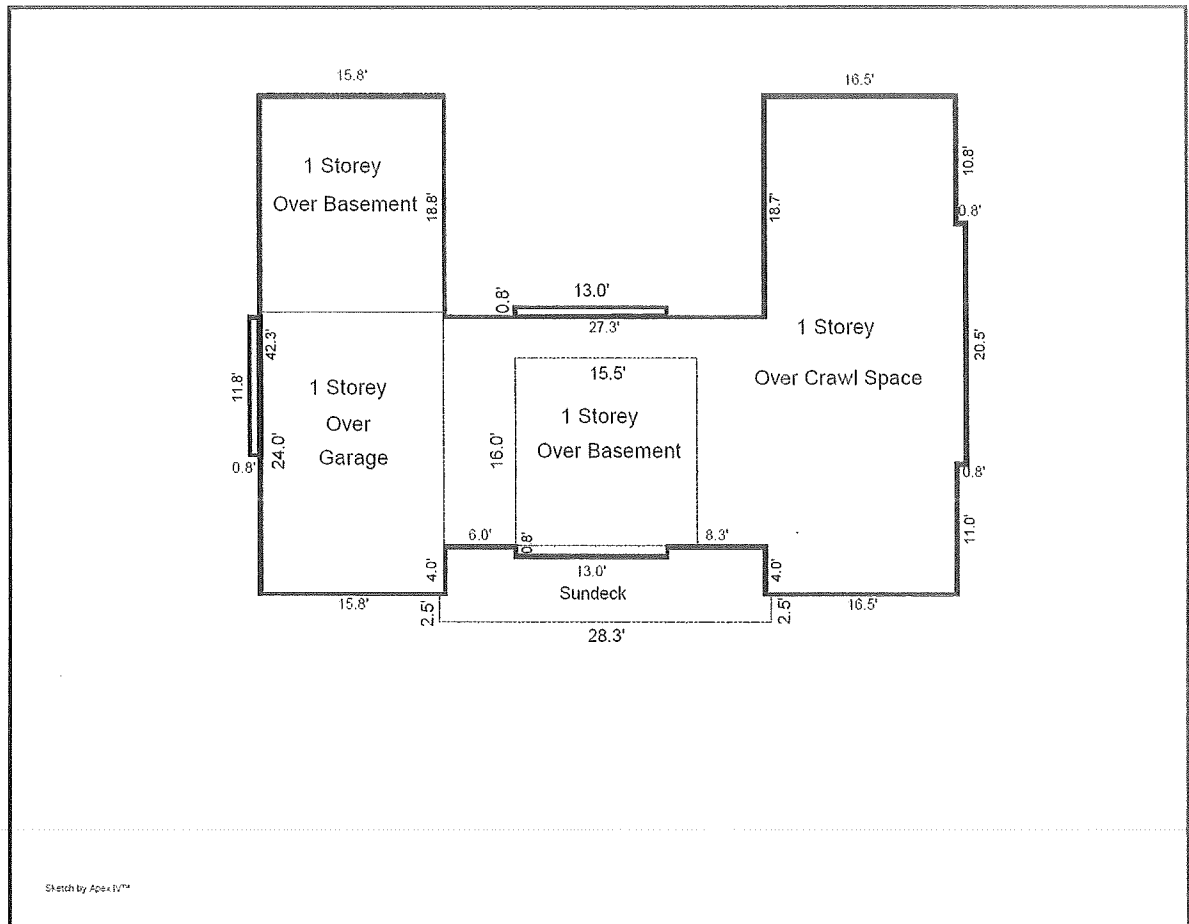 15.8'
16.5'
1 Storey
Over Basement
18.8'
18.7'
10.8'
0.8'
0.8'
13.0'
27.3'
42.3'
11.8'
24.0'
0.8'
1 Storey
Over
Garage
15.5'
16.0'
1 Storey
Over Basement
1 Storey
Over Crawl Space
20.5'
0.8'
11.0'
6.0'
0.8'
8.3'
13.0'
Sundeck
4.0'
4.0'
15.8'
16.5'
2.5'
2.5'
28.3'
Sketch by Apex IV™